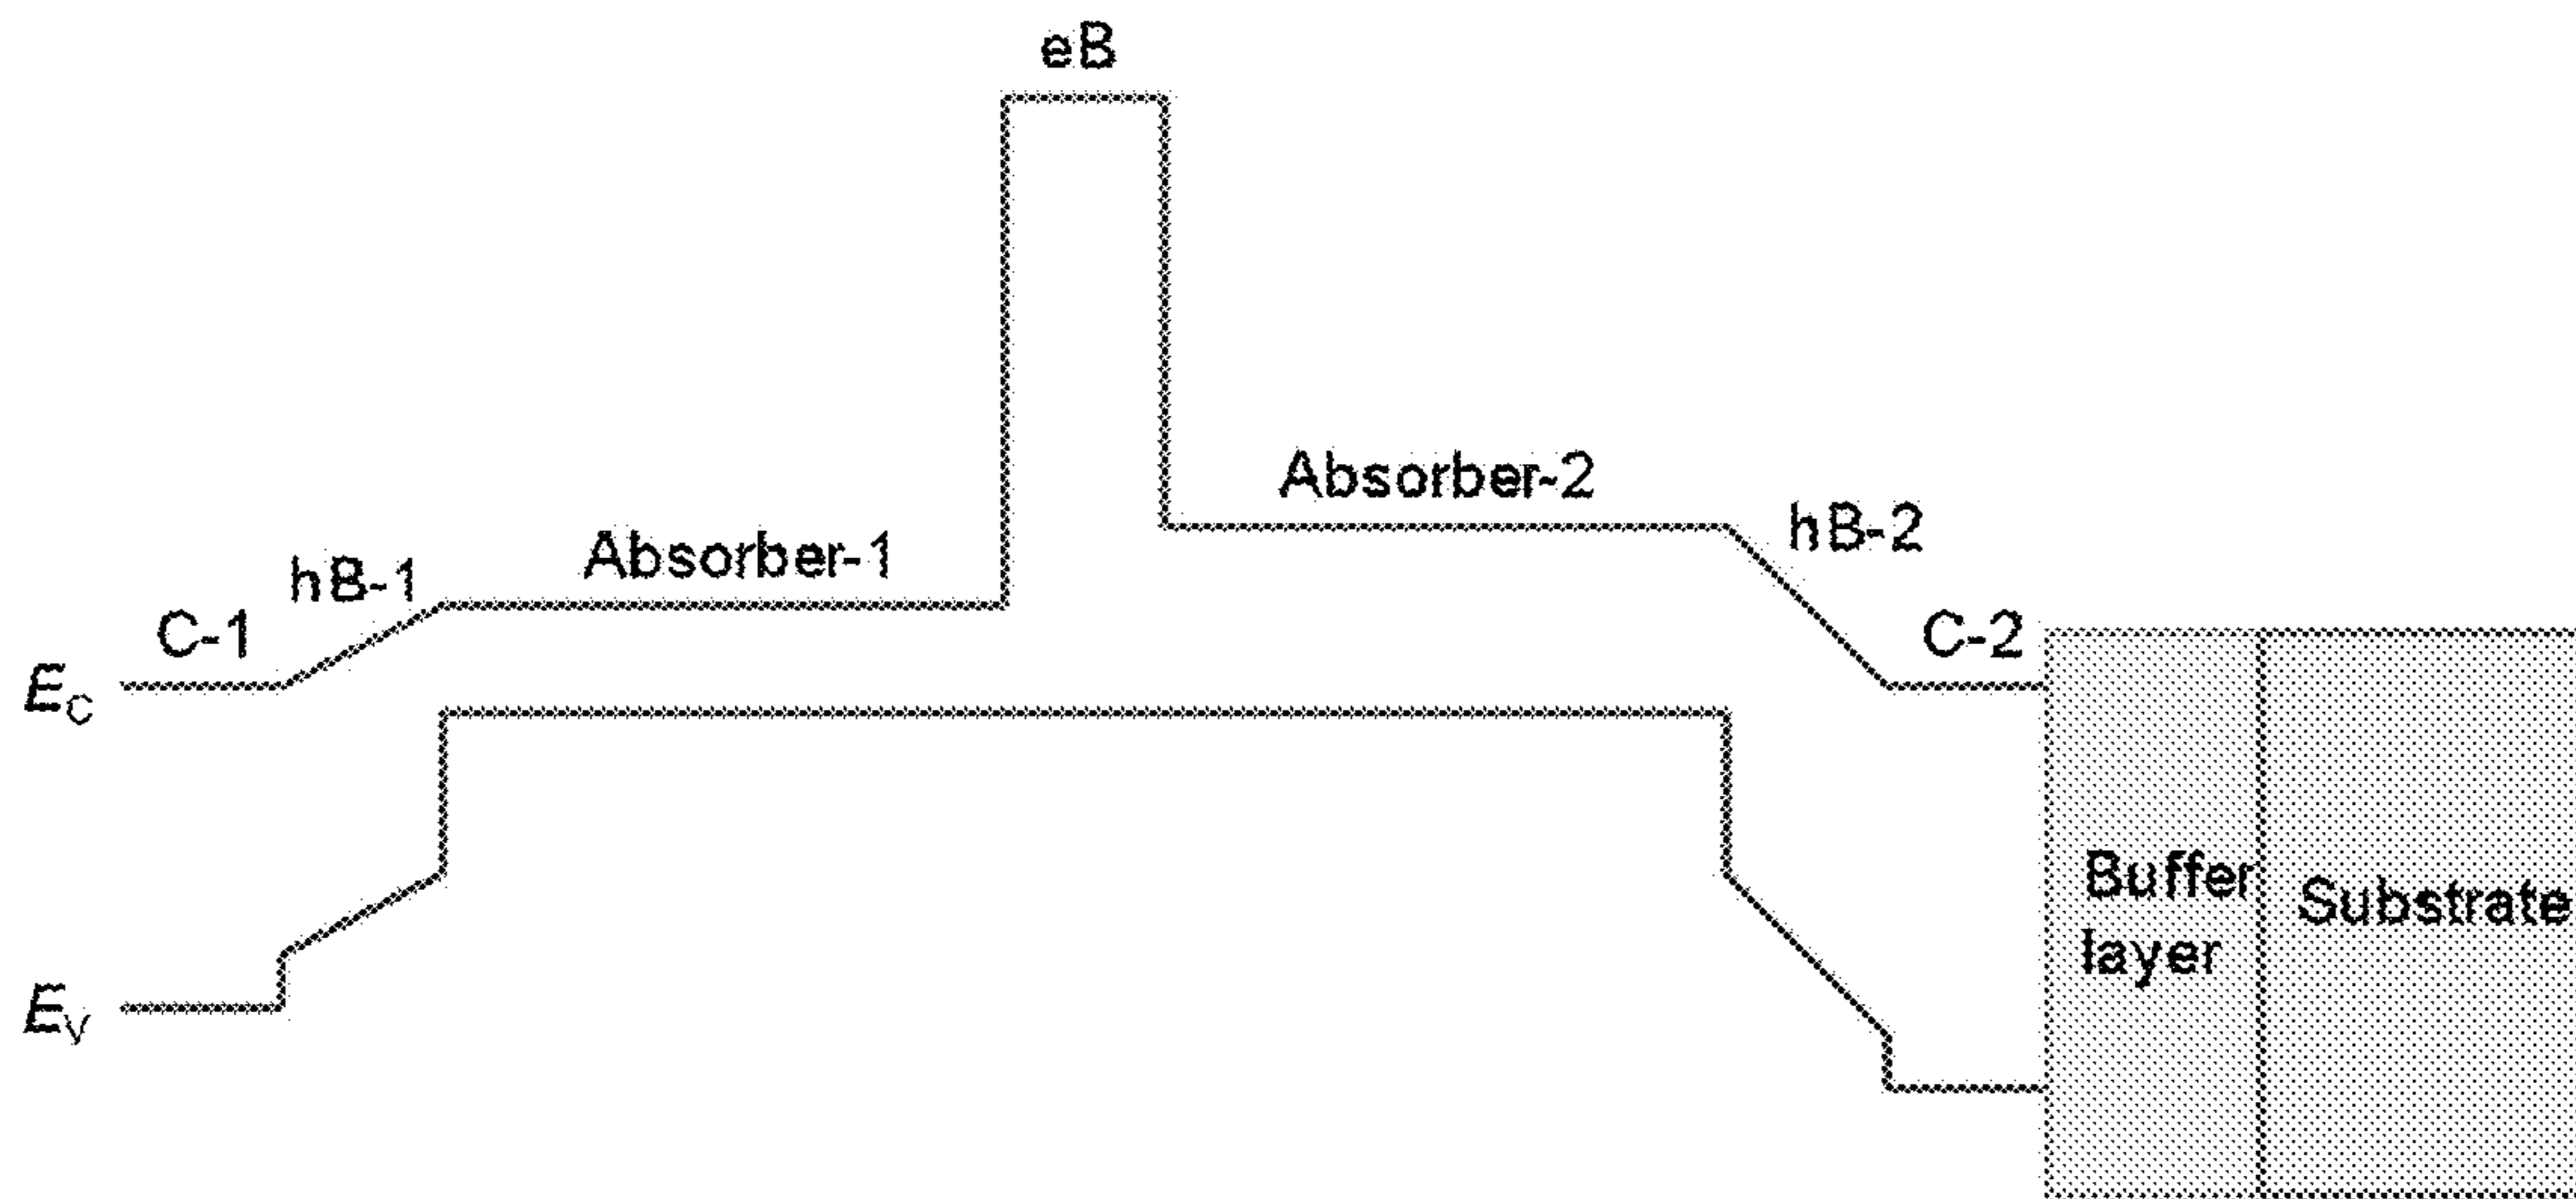 eB
Absorber-2
hB-2
Absorber-1
hB-1
C-1
C-2
EC
Buffer
layer
Substrate
EV